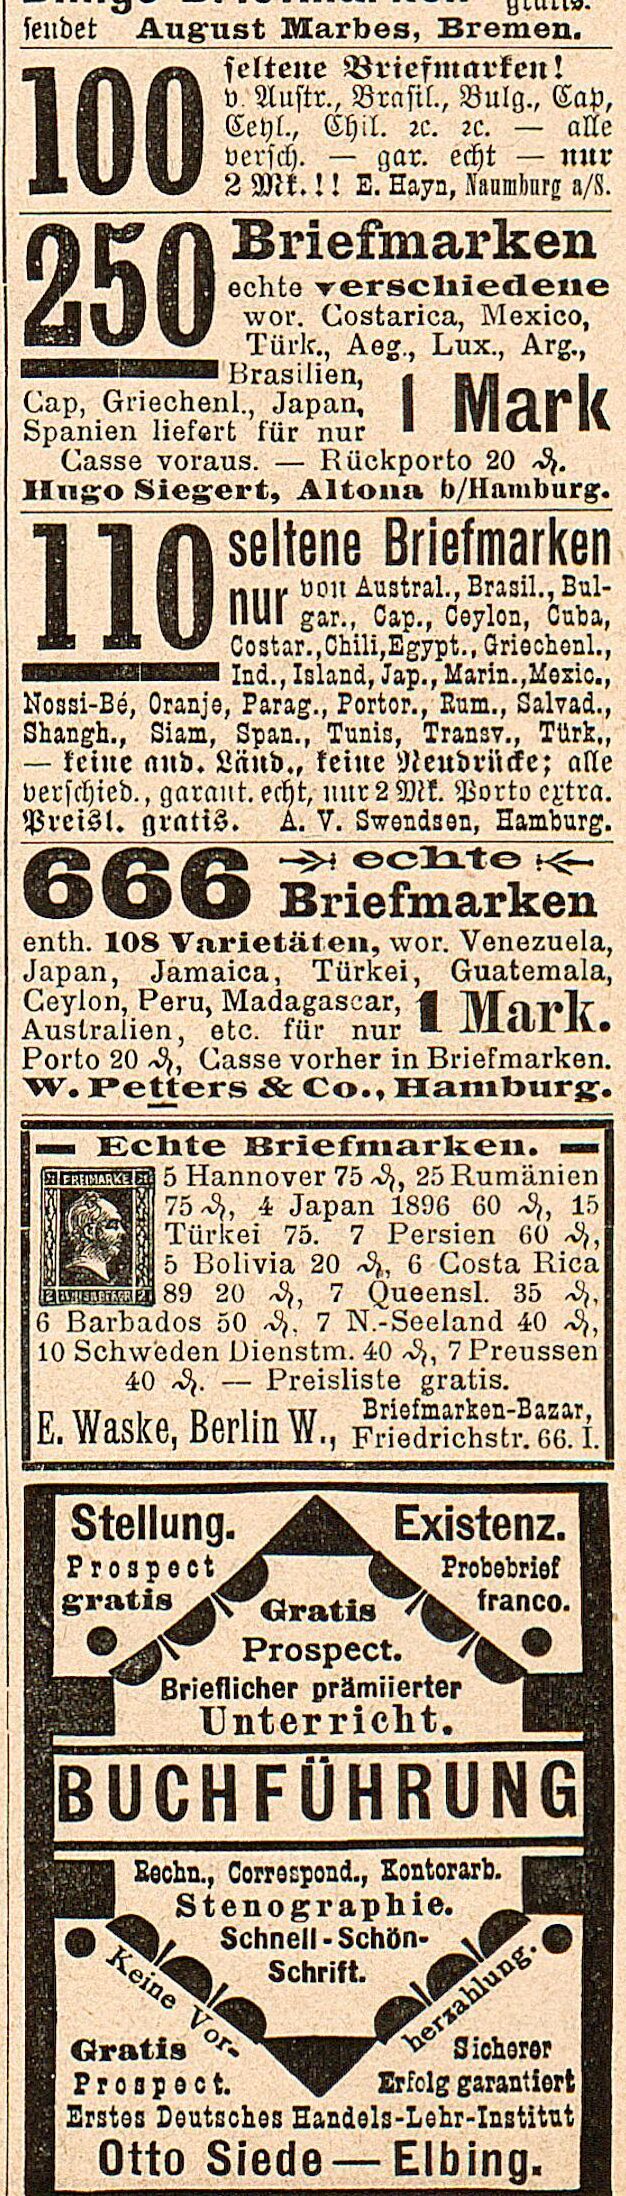 sendet August Marbes, Bremen.
100 seltene Briefmarken!
v. Austr., Brasil., Bulg., Cap,
Ceyl., Chil. ꝛc. ꝛc. — alle
versch. — gar. echt — nur
2 Mk.!! E. Hayn, Naumburg a/S.
250 Briefmarken
echte verschiedene
wor. Costarica, Mexico,
Türk., Aeg., Lux., Arg.,
Brasilien,
Cap, Griechenl., Japan, 1 Mark
Spanien liefert für nur
Casse voraus. — Rückporto 20 ₰.
Hugo Siegert, Altona b/Hamburg.
110 seltene Briefmarken
nur von Austral., Brasil., Bul-
gar., Cap., Ceylon, Cuba,
Costar., Chili, Egypt., Griechenl.,
Ind., Island, Jap., Marin., Mexic.,
Nossi-Bé, Oranje, Parag., Portor., Rum., Salvad.,
Shangh., Siam, Span., Tunis, Transv., Türk.,
— keine and. Länd., keine Neudrücke; alle
verschied., garant. echt, nur 2 Mk. Porto extra.
Preisl. gratis. A. V. Swendsen, Hamburg.
666 echte
Briefmarken
enth. 108 Varietäten, wor. Venezuela,
Japan, Jamaica, Türkei, Guatemala,
Ceylon, Peru, Madagascar, 1 Mark.
Australien, etc. für nur
Porto 20 ₰, Casse vorher in Briefmarken.
W. Petters & Co., Hamburg.
Echte Briefmarken.
FREIMARKE
5 Hannover 75 ₰, 25 Rumänien
75 ₰, 4 Japan 1896 60 ₰, 15
Türkei 75. 7 Persien 60 ₰,
5 Bolivia 20 ₰, 6 Costa Rica
89 20 ₰, 7 Queensl. 35 ₰,
6 Barbados 50 ₰, 7 N.-Seeland 40 ₰,
10 Schweden Dienstm. 40 ₰, 7 Preussen
40 ₰. — Preisliste gratis.
E. Waske, Berlin W., Briefmarken-Bazar,
Friedrichstr. 66. I.
Stellung. Existenz.
Prospect Probebrief
gratis franco.
Gratis
Prospect.
Brieflicher prämiierter
Unterricht.
BUCHFÜHRUNG
Rechn., Correspond., Kontorarb.
Stenographie.
Schnell-Schön-
Schrift.
Keine Vor-
herzahlung.
Gratis Sicherer
Prospect. Erfolg garantiert
Erstes Deutsches Handels-Lehr-Institut
Otto Siede — Elbing.